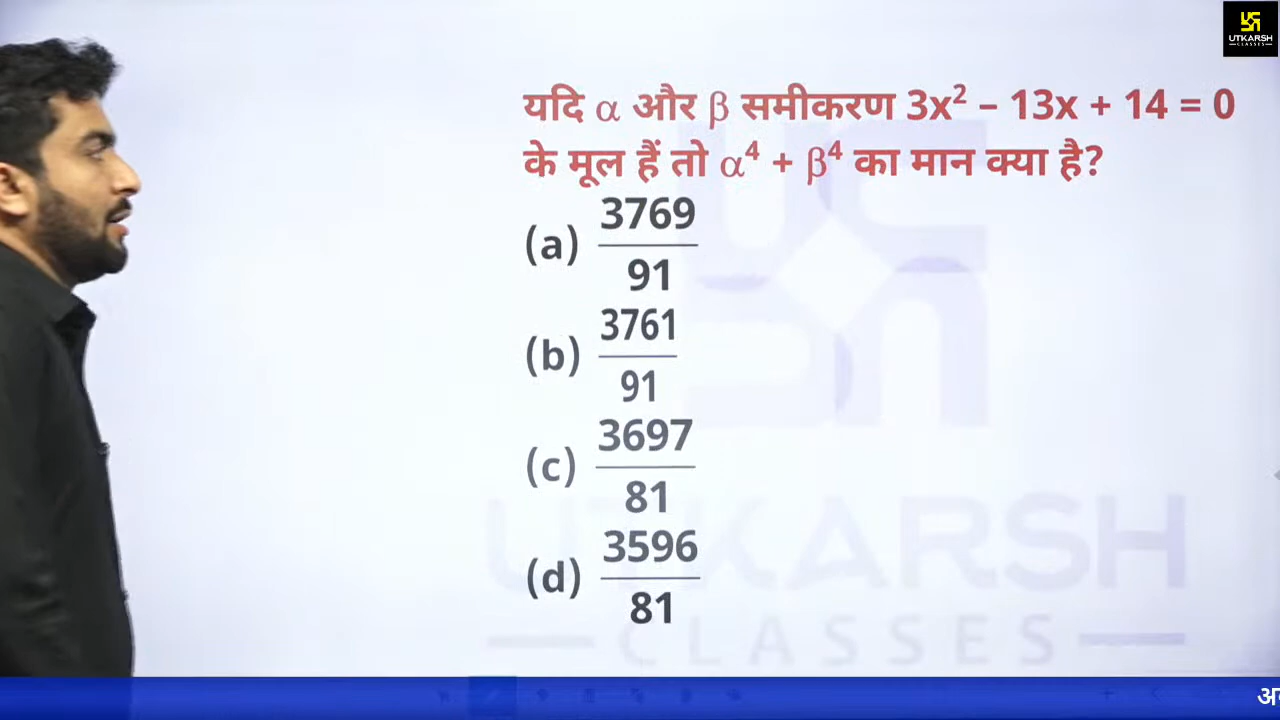 UTKARSH
CLASSES
यदि α और β समीकरण 3x² – 13x + 14 = 0
के मूल हैं तो α⁴ + β⁴ का मान क्या है?
(a) 3769
91
(b) 3761
91
(c) 3697
81
(d) 3596
81
UTKARSH
CLASSES